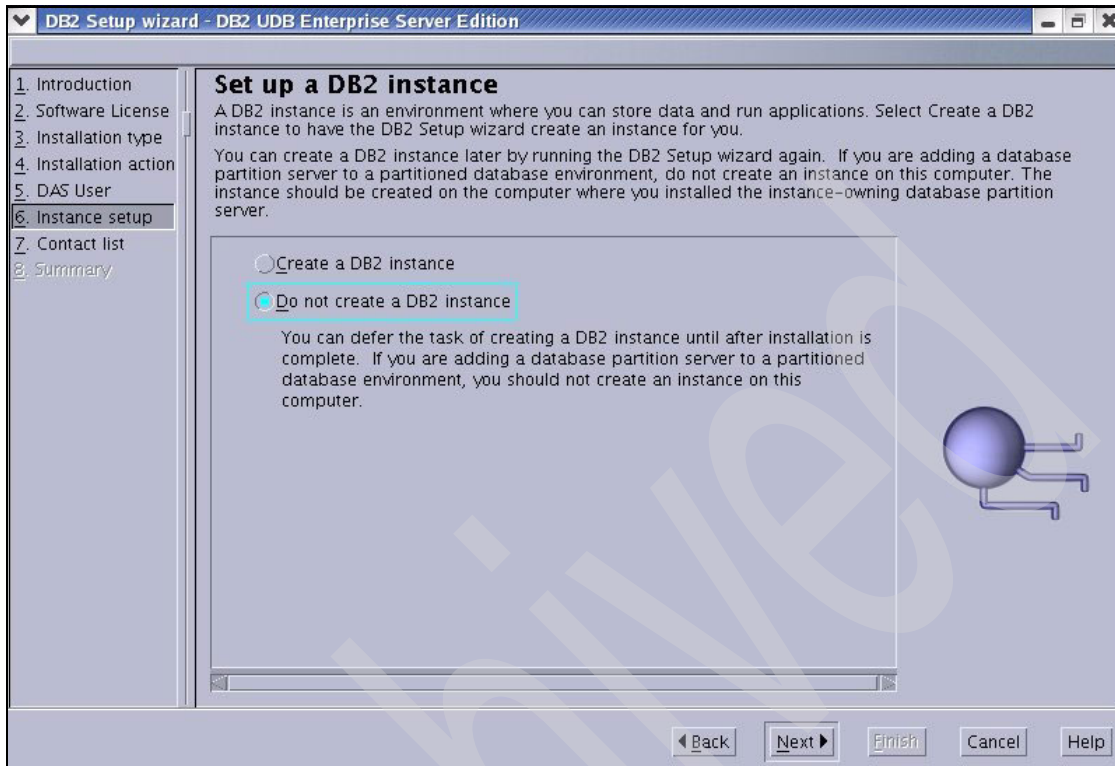 DB2 Setup wizard - DB2 UDB Enterprise Server Edition
1. Introduction
2. Software License
3. Installation type
4. Installation action
5. DAS User
6. Instance setup
7. Contact list
8. Summary
Set up a DB2 instance
A DB2 instance is an environment where you can store data and run applications. Select Create a DB2
instance to have the DB2 Setup wizard create an instance for you.
You can create a DB2 instance later by running the DB2 Setup wizard again. If you are adding a database
partition server to a partitioned database environment, do not create an instance on this computer. The
instance should be created on the computer where you installed the instance-owning database partition
server.
Create a DB2 instance
Do not create a DB2 instance
You can defer the task of creating a DB2 instance until after installation is
complete. If you are adding a database partition server to a partitioned
database environment, you should not create an instance on this
computer.
Back
Next
Finish
Cancel
Help